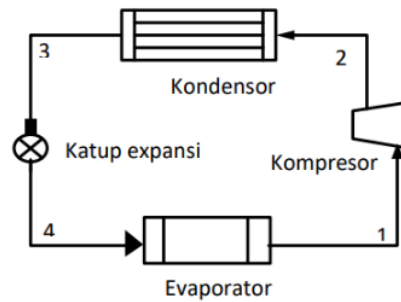 3
2
Kondensor
Katup expansi
Kompresor
4
1
Evaporator